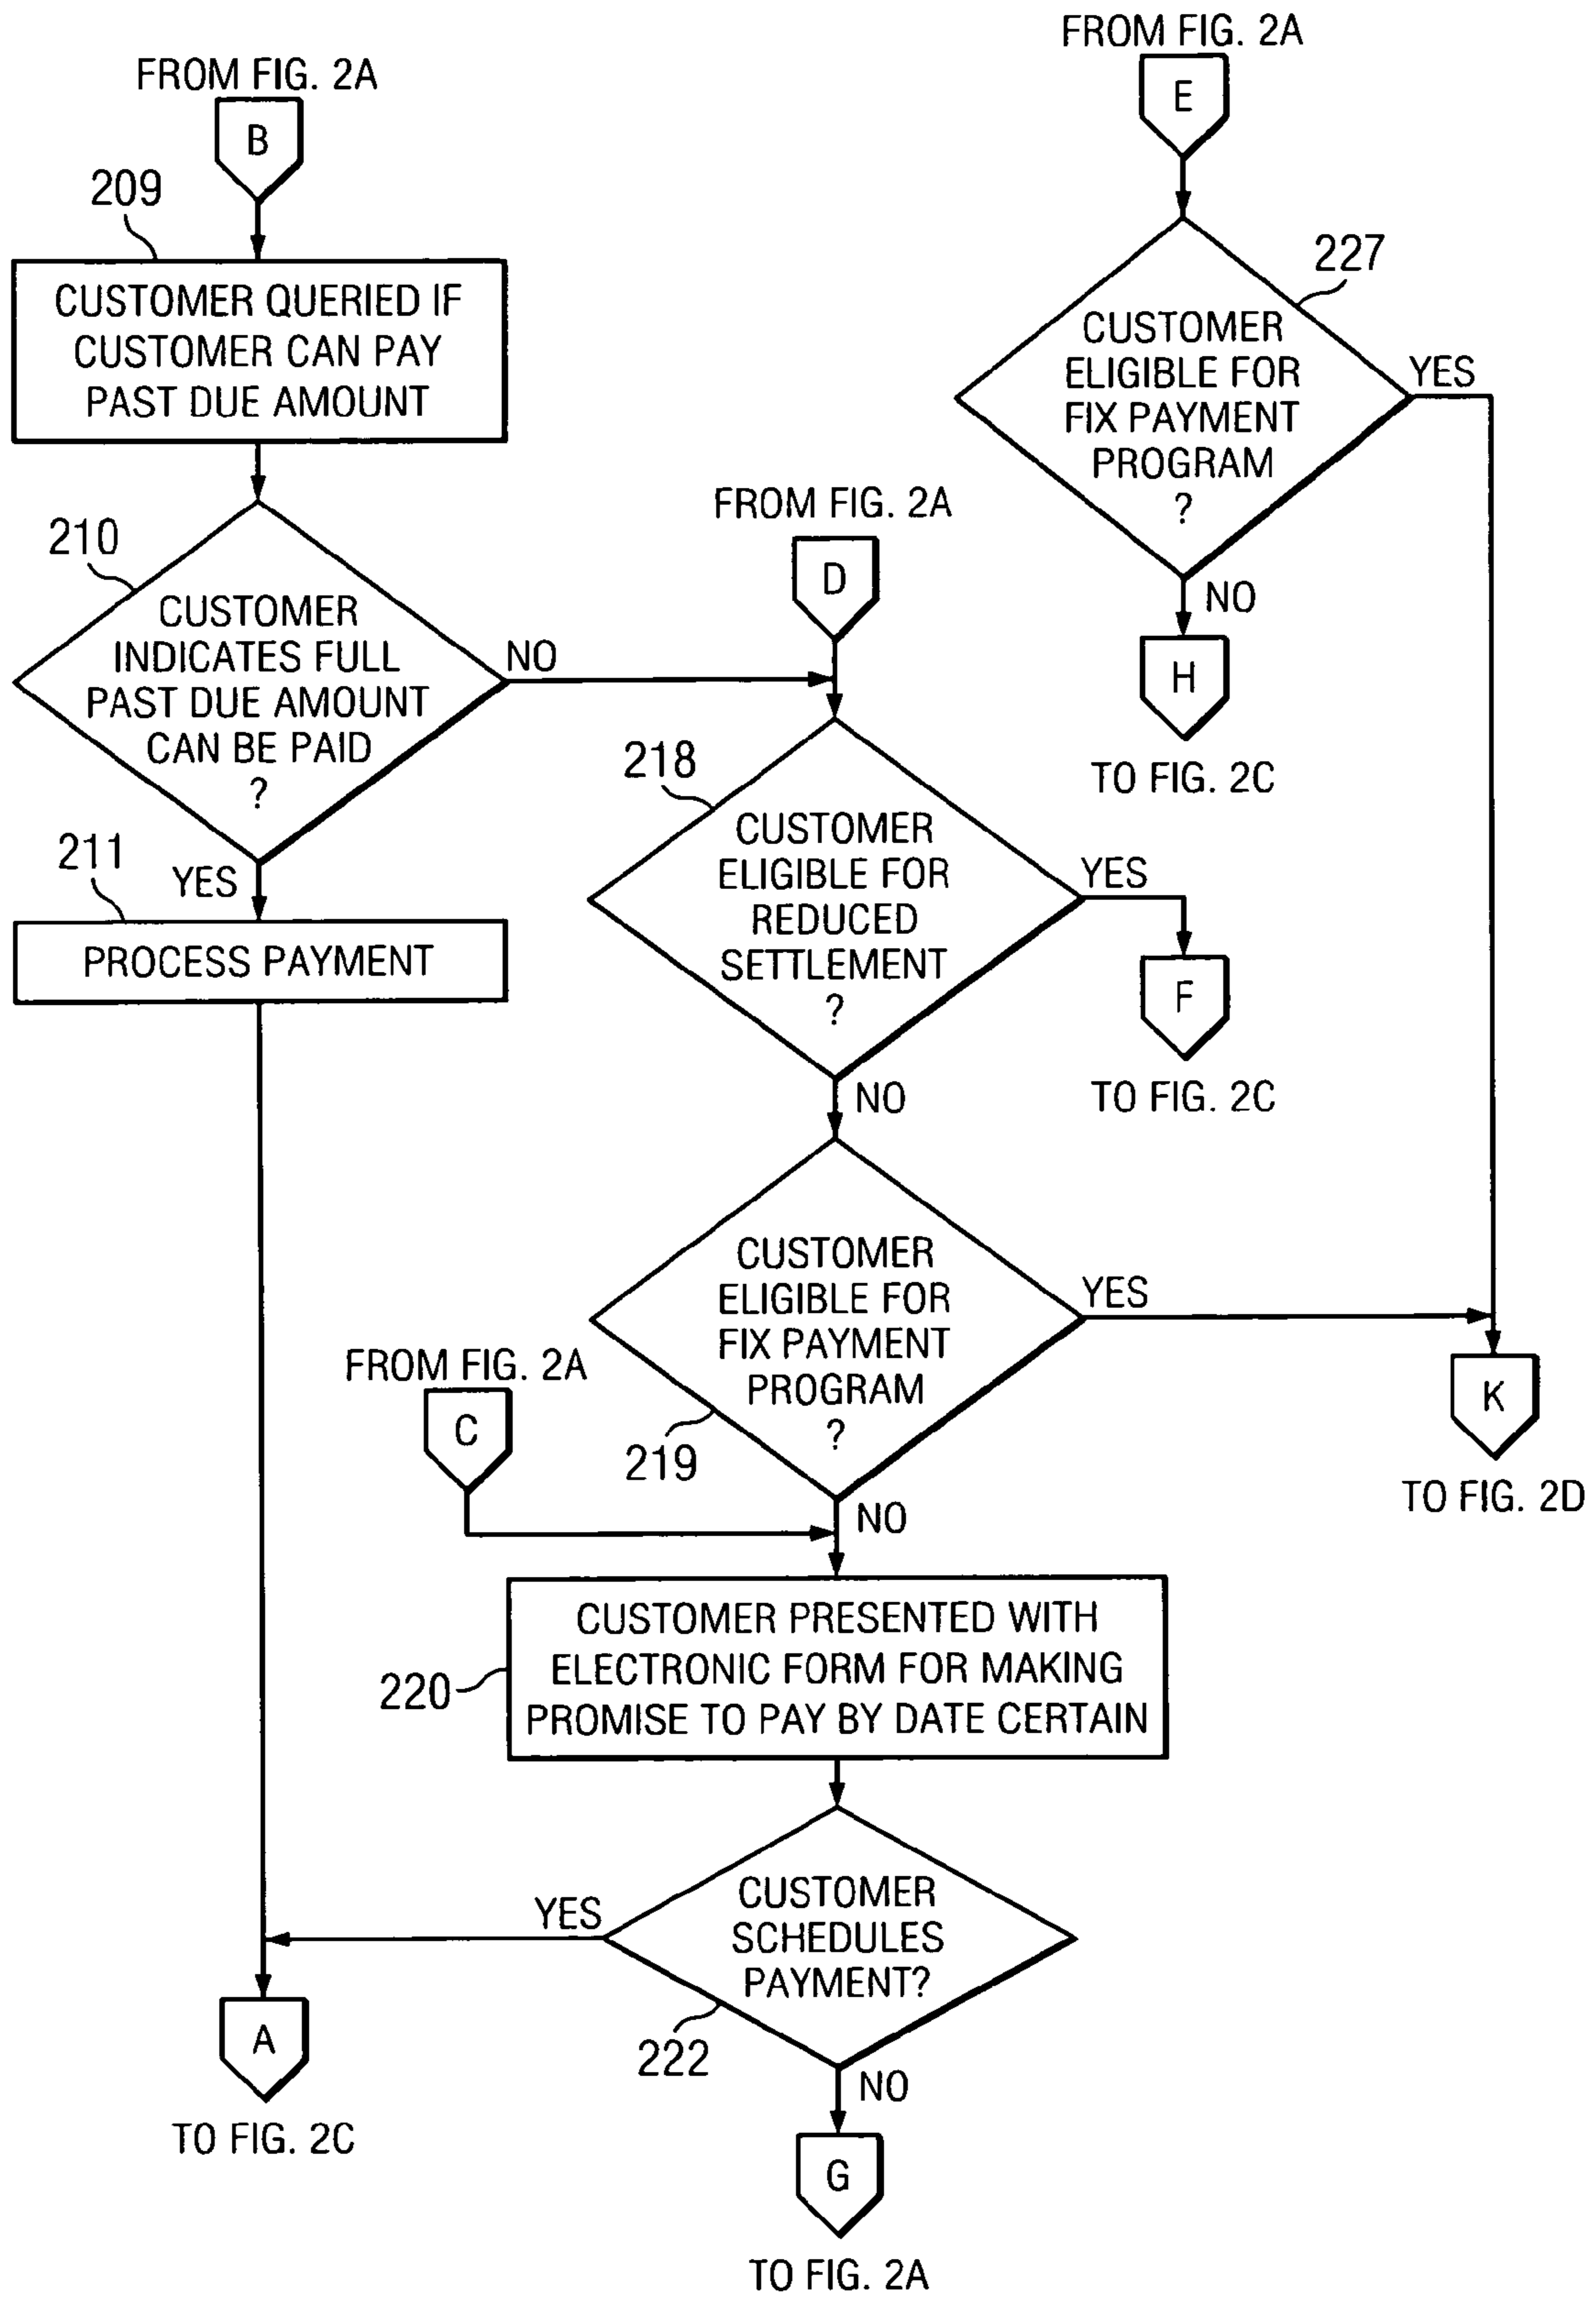 FROM FIG. 2A
B
209
CUSTOMER QUERIED IF
CUSTOMER CAN PAY
PAST DUE AMOUNT
210
CUSTOMER
INDICATES FULL
PAST DUE AMOUNT
CAN BE PAID
?
NO
YES
211
PROCESS PAYMENT
FROM FIG. 2A
E
227
CUSTOMER
ELIGIBLE FOR
FIX PAYMENT
PROGRAM
?
YES
NO
H
TO FIG. 2C
FROM FIG. 2A
D
218
CUSTOMER
ELIGIBLE FOR
REDUCED
SETTLEMENT
?
YES
F
TO FIG. 2C
NO
CUSTOMER
ELIGIBLE FOR
FIX PAYMENT
PROGRAM
?
219
YES
K
TO FIG. 2D
NO
FROM FIG. 2A
C
CUSTOMER PRESENTED WITH
ELECTRONIC FORM FOR MAKING
PROMISE TO PAY BY DATE CERTAIN
220
CUSTOMER
SCHEDULES
PAYMENT?
222
YES
A
TO FIG. 2C
NO
G
TO FIG. 2A